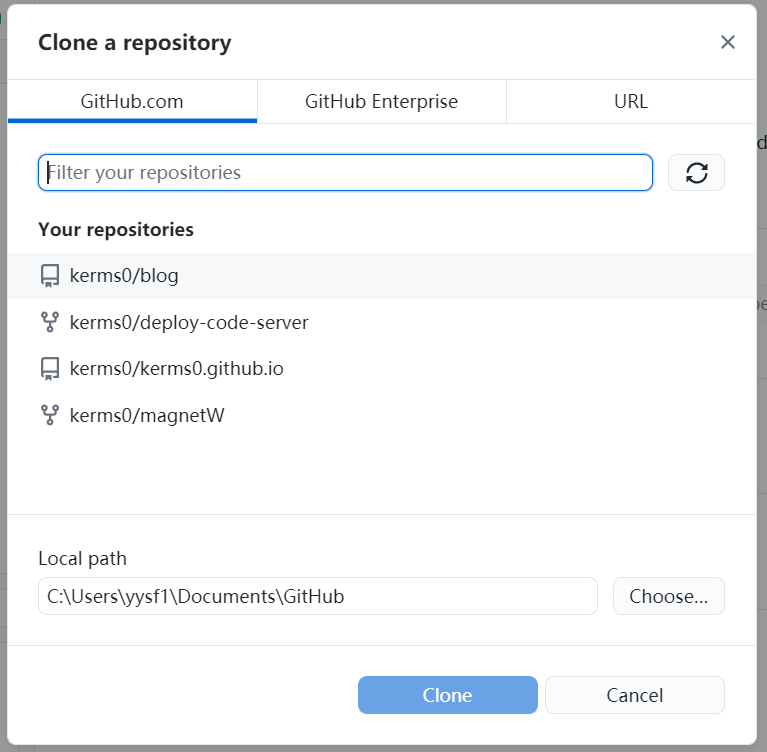 Clone a repository
GitHub.com GitHub Enterprise URL
Filter your repositories
Your repositories
kerms0/blog
kerms0/deploy-code-server
kerms0/kerms0.github.io
kerms0/magnetW
Local path
C:\Users\yysf1\Documents\GitHub Choose...
Clone Cancel